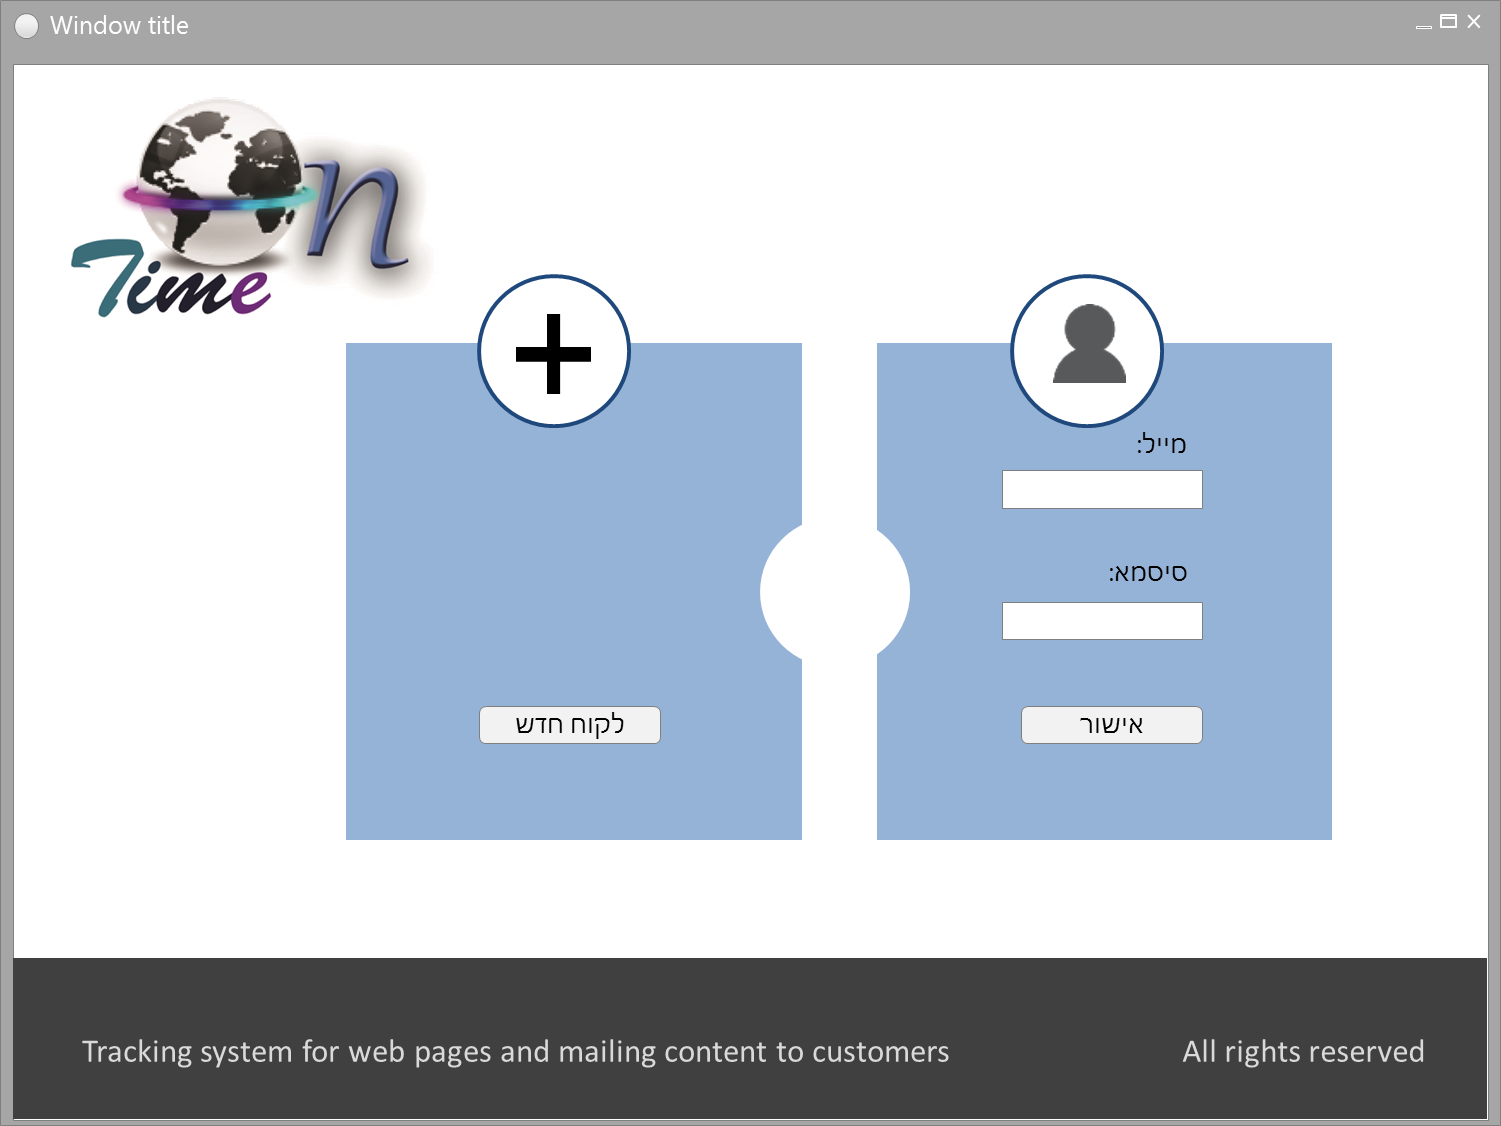 Window title
On
Time
מייל:
סיסמא:
אישור
לקוח חדש
Tracking system for web pages and mailing content to customers
All rights reserved